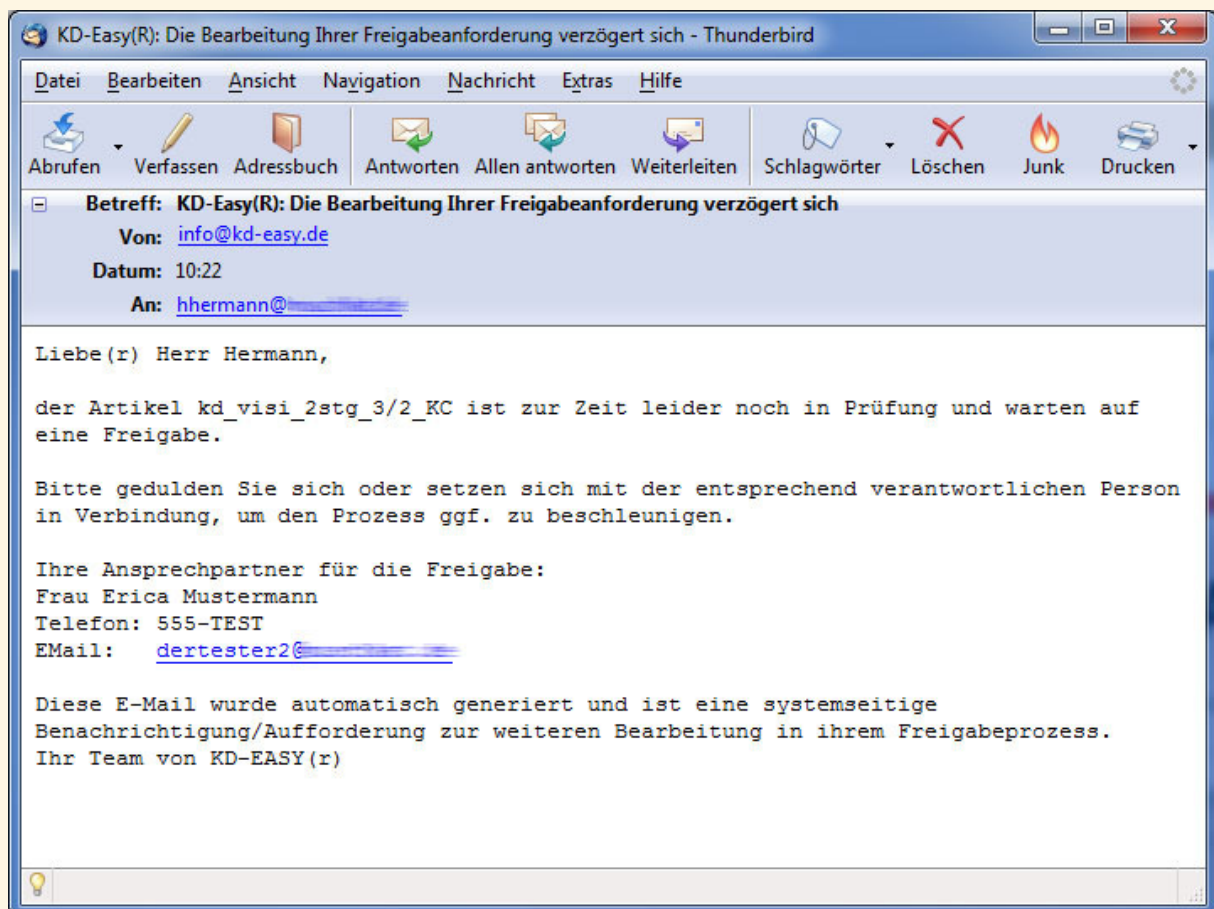 KD-Easy(R): Die Bearbeitung Ihrer Freigabeanforderung verzögert sich - Thunderbird
Datei Bearbeiten Ansicht Navigation Nachricht Extras Hilfe
Abrufen Verfassen Adressbuch Antworten Allen antworten Weiterleiten Schlagwörter Löschen Junk Drucken
Betreff: KD-Easy(R): Die Bearbeitung Ihrer Freigabeanforderung verzögert sich
Von: info@kd-easy.de
Datum: 10:22
An: hhermann@
Liebe(r) Herr Hermann,
der Artikel kd_visi_2stg_3/2_KC ist zur Zeit leider noch in Prüfung und warten auf
eine Freigabe.
Bitte gedulden Sie sich oder setzen sich mit der entsprechend verantwortlichen Person
in Verbindung, um den Prozess ggf. zu beschleunigen.
Ihre Ansprechpartner für die Freigabe:
Frau Erica Mustermann
Telefon: 555-TEST
EMail: dertester2@
Diese E-Mail wurde automatisch generiert und ist eine systemseitige
Benachrichtigung/Aufforderung zur weiteren Bearbeitung in ihrem Freigabeprozess.
Ihr Team von KD-EASY(r)